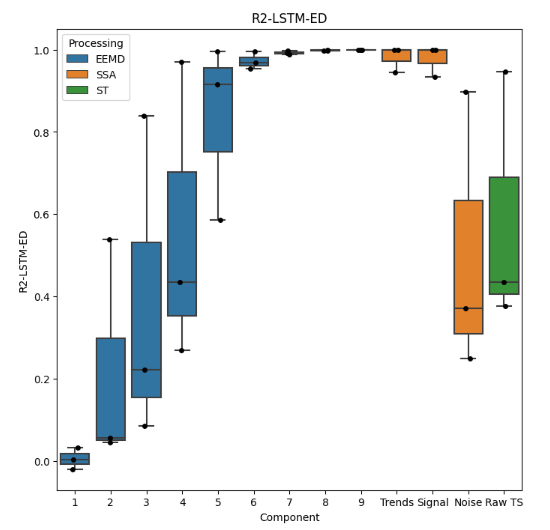 R2-LSTM-ED
Processing
EEMD
SSA
ST
R2-LSTM-ED
1.0
0.8
0.6
0.4
0.2
0.0
1 2 3 4 5 6 7 8 9 Trends Signal Noise Raw TS
Component